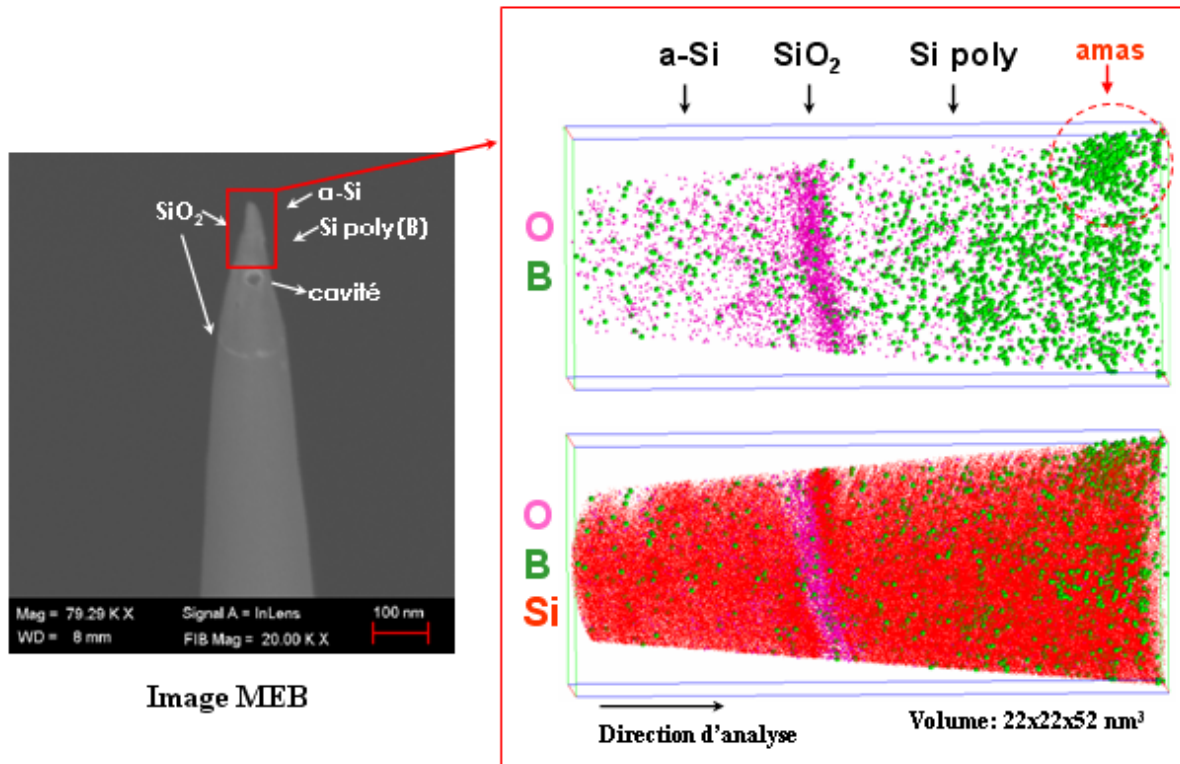 a-Si
SiO₂
Si poly
amas
SiO₂
a-Si
Si poly(B)
cavité
O
B
O
B
Si
Mag = 79.29 K X
Signal A = InLens
100 nm
WD = 8 mm
FIB Mag = 20.00 K X
Image MEB
Direction d'analyse
Volume: 22x22x52 nm³